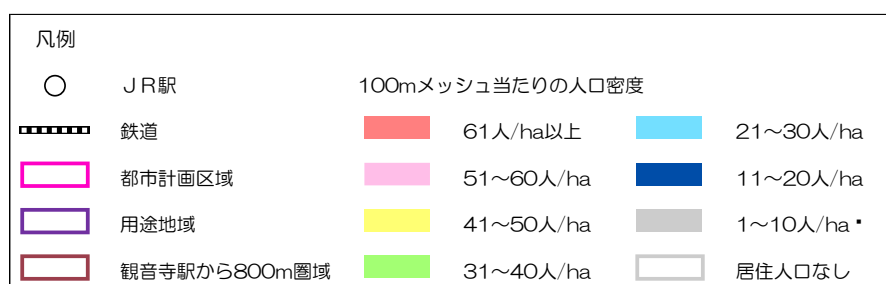 凡例
ＪＲ駅 100mメッシュ当たりの人口密度
鉄道 61人/ha以上 21～30人/ha
都市計画区域 51～60人/ha 11～20人/ha
用途地域 41～50人/ha 1～10人/ha
観音寺駅から800m圏域 31～40人/ha 居住人口なし